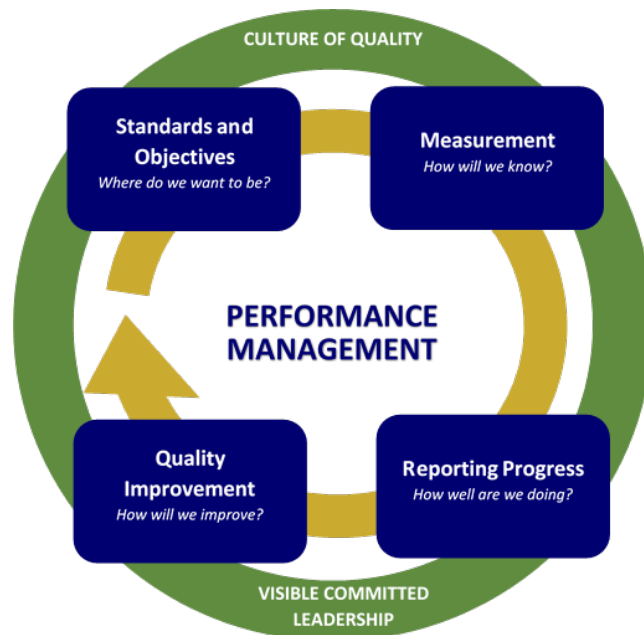 CULTURE OF QUALITY
Standards and
Objectives
Where do we want to be?
Measurement
How will we know?
PERFORMANCE
MANAGEMENT
Quality
Improvement
How will we improve?
Reporting Progress
How well are we doing?
VISIBLE COMMITTED
LEADERSHIP